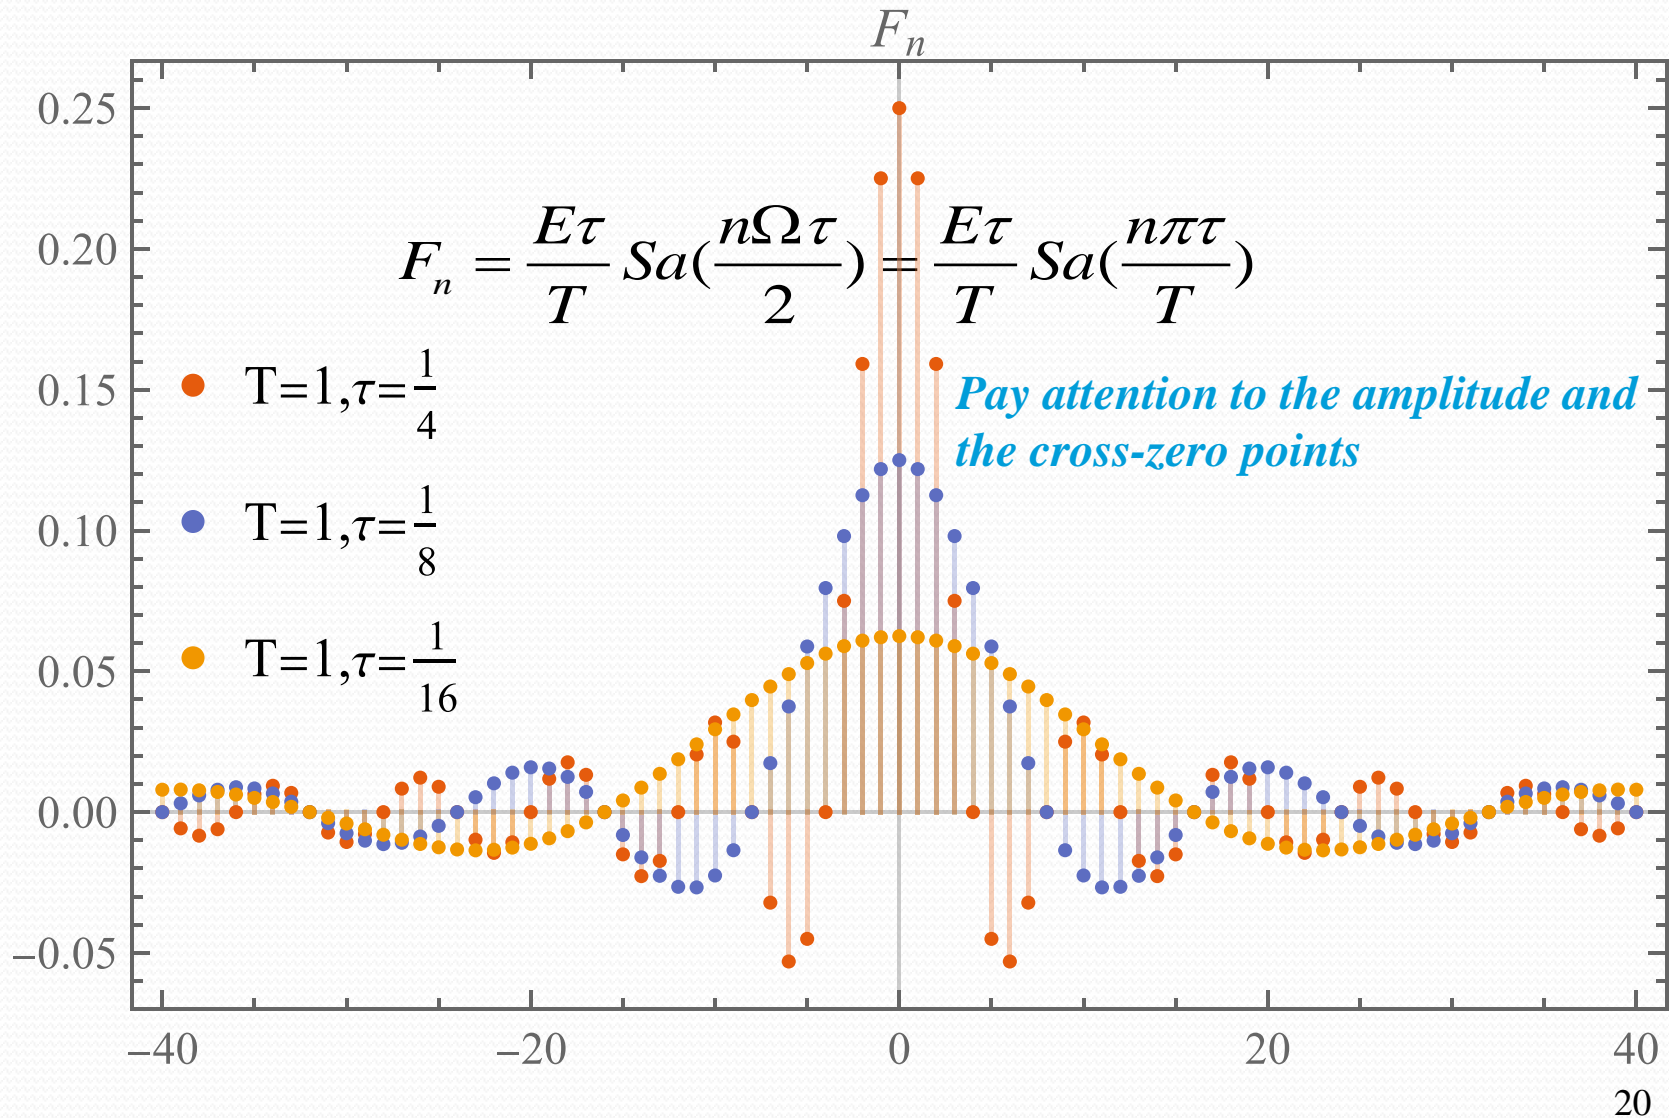 F_n
0.25
0.20
0.15
0.10
0.05
0.00
−0.05
F_n = Eτ/T Sa(nΩτ/2) = Eτ/T Sa(nπτ/T)
T=1,τ=1/4
T=1,τ=1/8
T=1,τ=1/16
Pay attention to the amplitude and
the cross-zero points
−40 −20 0 20 40
20